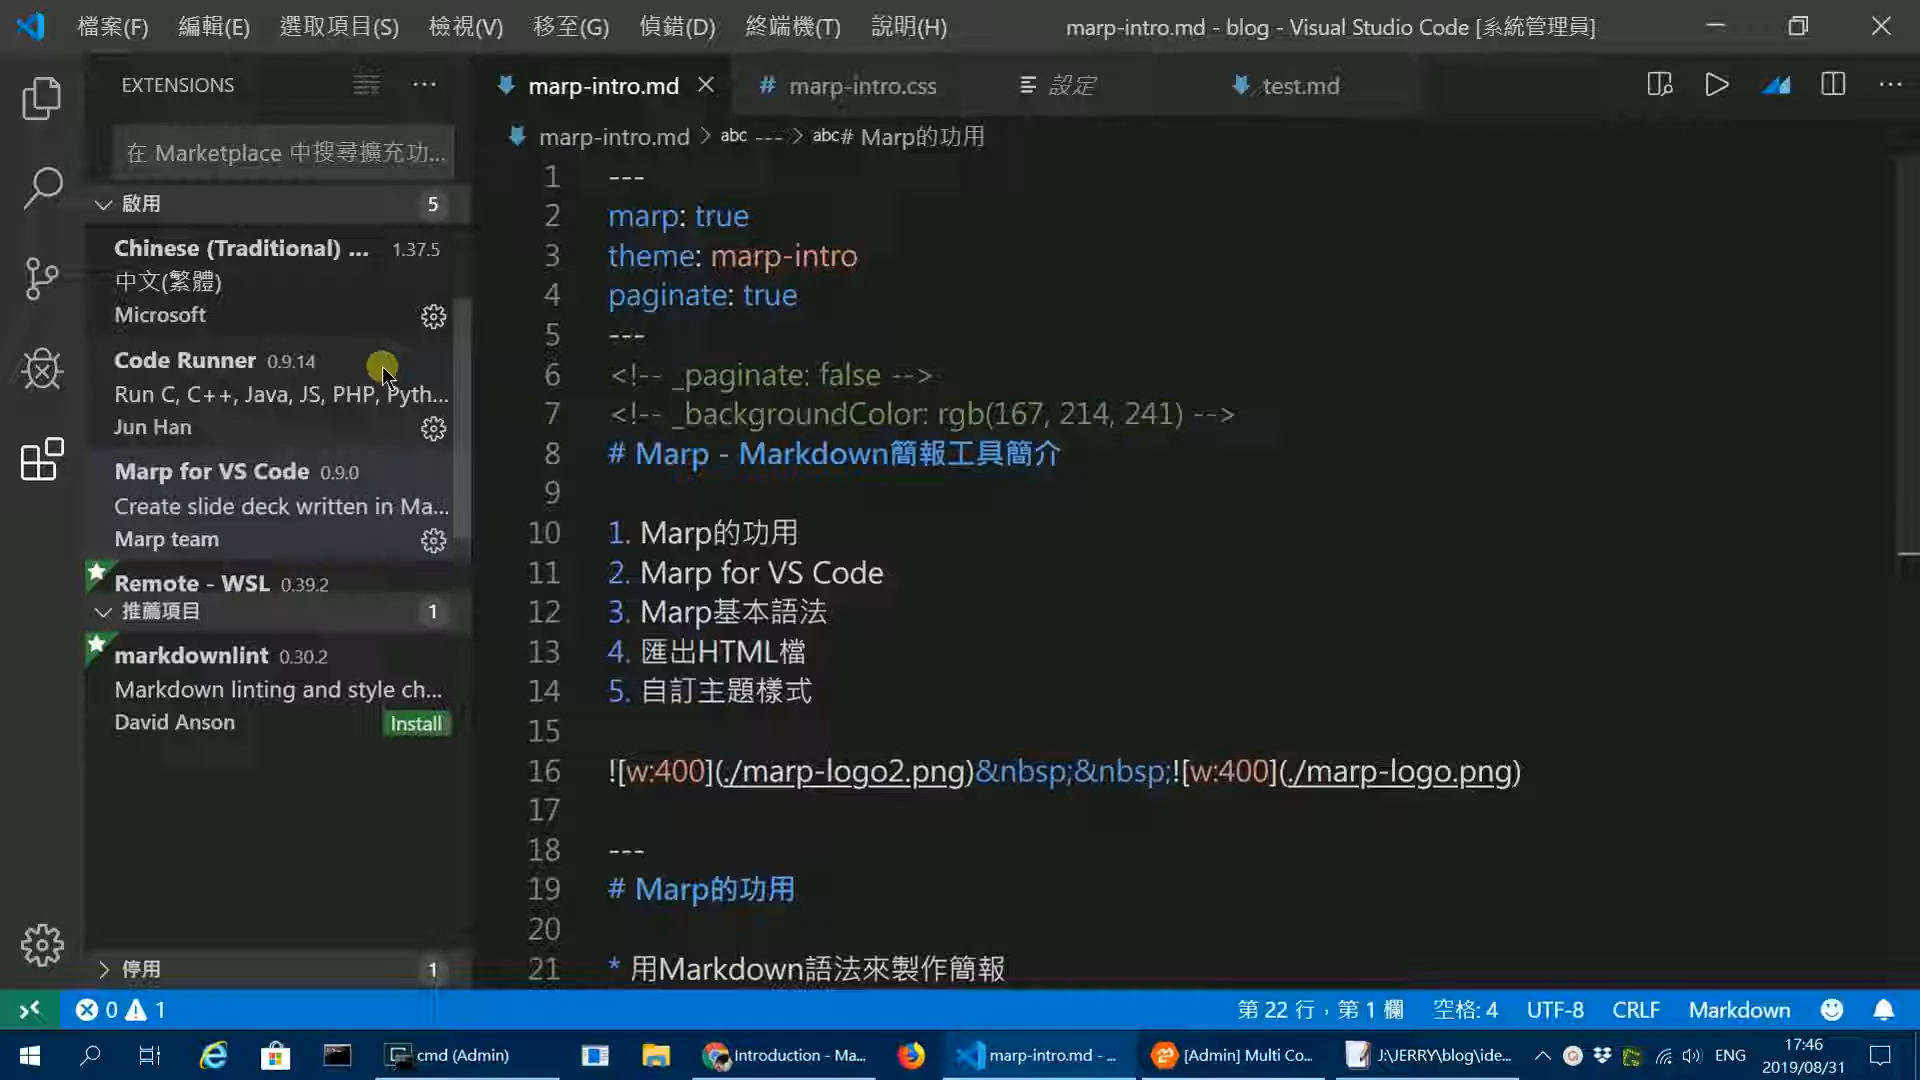 檔案(F) 編輯(E) 選取項目(S) 檢視(V) 移至(G) 偵錯(D) 終端機(T) 說明(H) marp-intro.md - blog - Visual Studio Code [系統管理員]
EXTENSIONS
在 Marketplace 中搜尋擴充功...
啟用 5
Chinese (Traditional) ... 1.37.5
中文(繁體)
Microsoft
Code Runner 0.9.14
Run C, C++, Java, JS, PHP, Pyth...
Jun Han
Marp for VS Code 0.9.0
Create slide deck written in Ma...
Marp team
Remote - WSL 0.39.2
推薦項目 1
markdownlint 0.30.2
Markdown linting and style ch...
David Anson Install
停用 1
marp-intro.md # marp-intro.css 設定 test.md
marp-intro.md > abc --- > abc# Marp的功用
1 ---
2 marp: true
3 theme: marp-intro
4 paginate: true
5 ---
6 <!-- _paginate: false -->
7 <!-- _backgroundColor: rgb(167, 214, 241) -->
8 # Marp - Markdown簡報工具簡介
9
10 1. Marp的功用
11 2. Marp for VS Code
12 3. Marp基本語法
13 4. 匯出HTML檔
14 5. 自訂主題樣式
15
16 ![w:400](./marp-logo2.png)&nbsp;&nbsp;![w:400](./marp-logo.png)
17
18 ---
19 # Marp的功用
20
21 * 用Markdown語法來製作簡報
0 1 第 22 行，第 1 欄 空格: 4 UTF-8 CRLF Markdown
cmd (Admin) Introduction - Ma... marp-intro.md - ... [Admin] Multi Co... J:\JERRY\blog\ide... ENG 17:46
2019/08/31